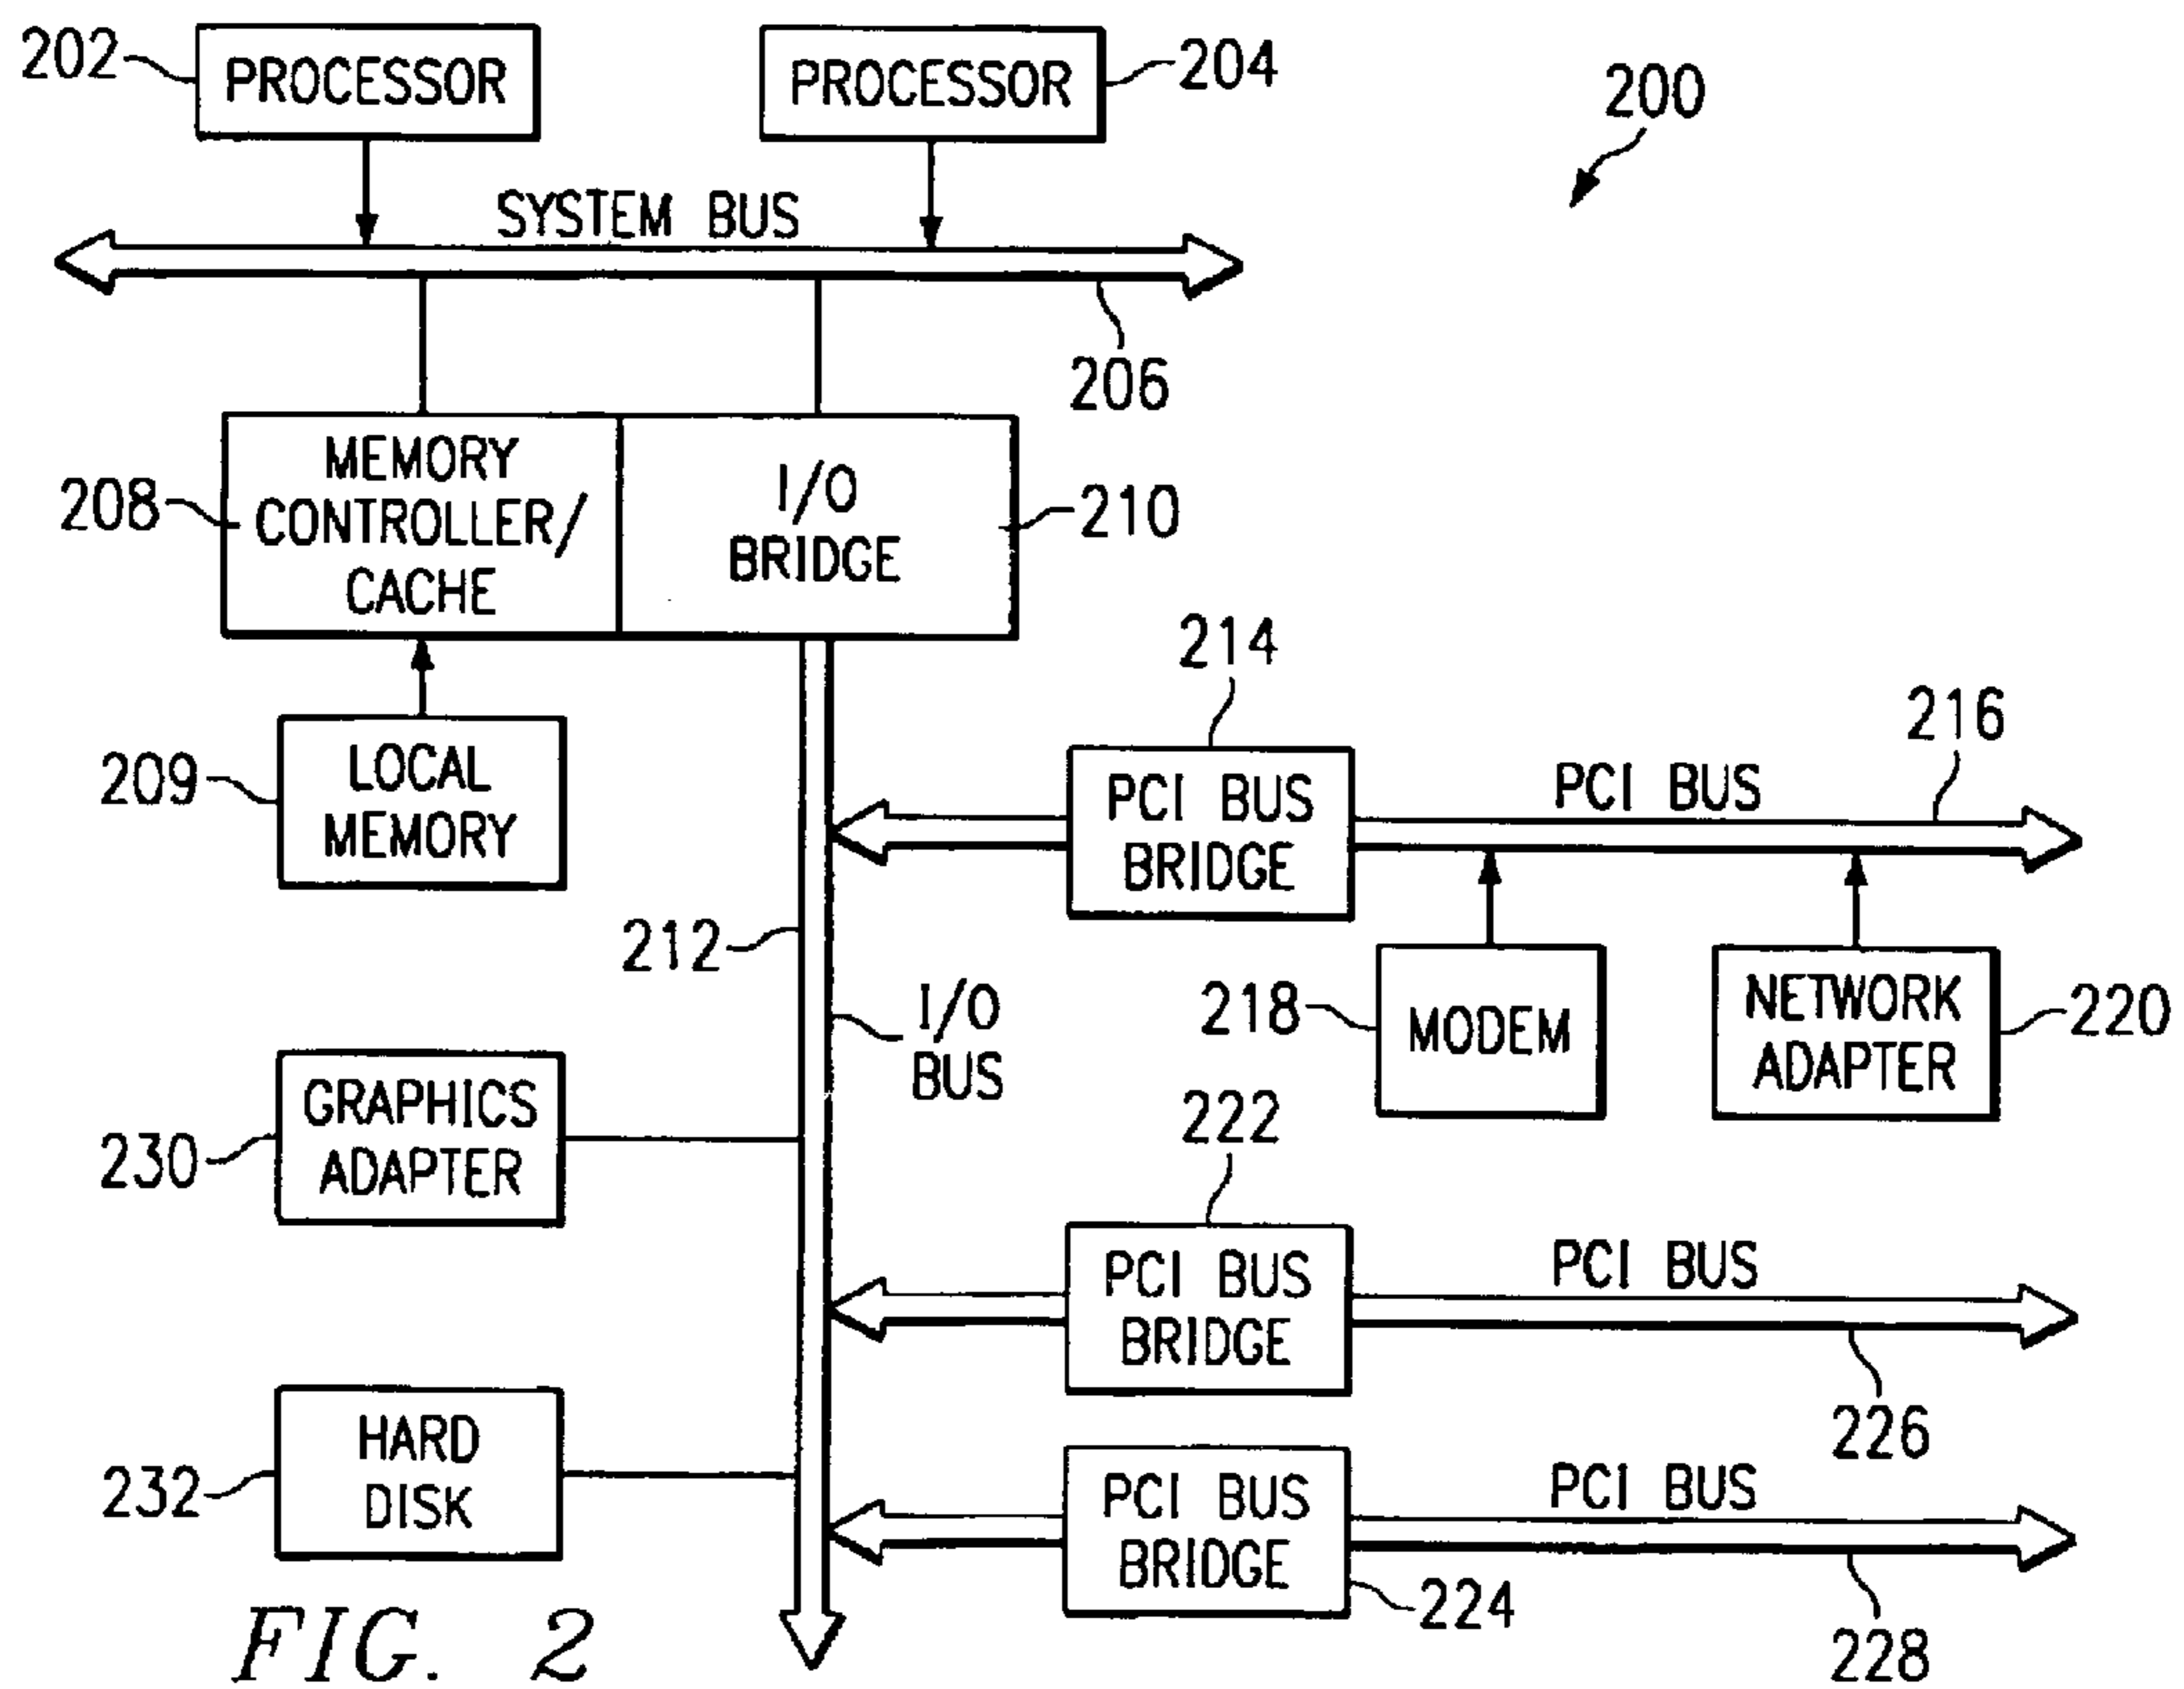 202
PROCESSOR
PROCESSOR
204
200
SYSTEM BUS
206
208
MEMORY
CONTROLLER/
CACHE
I/O
BRIDGE
210
214
216
209
LOCAL
MEMORY
PCI BUS
BRIDGE
PCI BUS
212
I/O
BUS
218
MODEM
NETWORK
ADAPTER
220
222
230
GRAPHICS
ADAPTER
PCI BUS
BRIDGE
PCI BUS
226
232
HARD
DISK
PCI BUS
BRIDGE
PCI BUS
224
228
FIG. 2